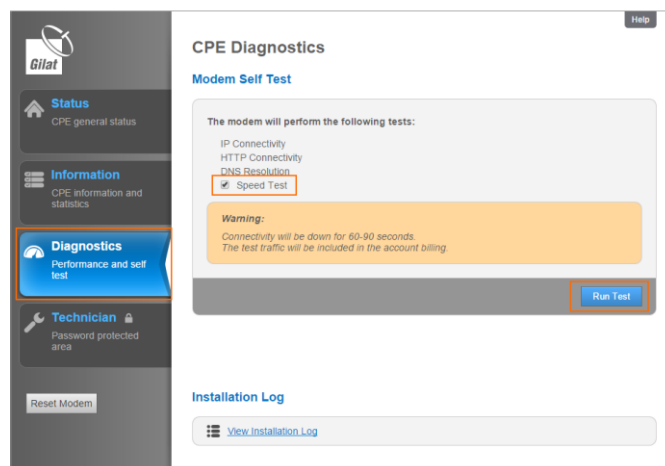 Help
Gilat
CPE Diagnostics
Modem Self Test
Status
CPE general status
Information
CPE information and
statistics
Diagnostics
Performance and self
test
Technician
Password protected
area
Reset Modem
The modem will perform the following tests:
IP Connectivity
HTTP Connectivity
DNS Resolution
Speed Test
Warning:
Connectivity will be down for 60-90 seconds.
The test traffic will be included in the account billing.
Run Test
Installation Log
View Installation Log